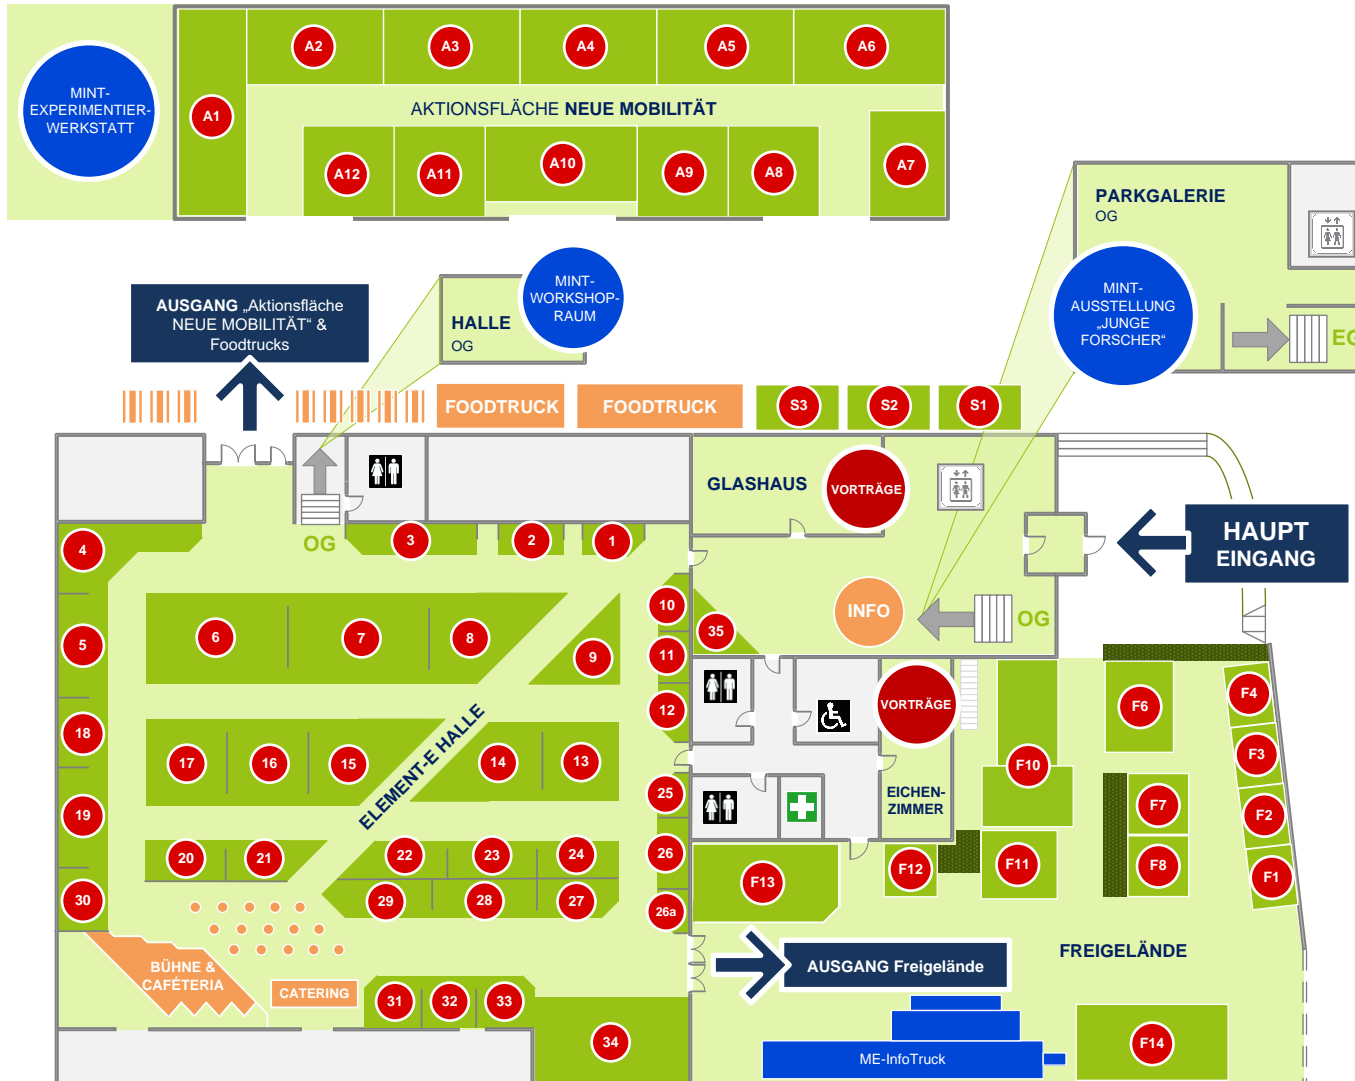 A2
A3
A4
A5
A6
MINT-
EXPERIMENTIER-
WERKSTATT
A1
AKTIONSFLÄCHE NEUE MOBILITÄT
A12
A11
A10
A9
A8
A7
PARKGALERIE
OG
MINT-
AUSSTELLUNG
„JUNGE
FORSCHER“
EG
AUSGANG „Aktionsfläche
NEUE MOBILITÄT“ &
Foodtrucks
HALLE
OG
MINT-
WORKSHOP-
RAUM
FOODTRUCK
FOODTRUCK
S3
S2
S1
GLASHAUS
VORTRÄGE
HAUPT
EINGANG
OG
4
3
2
1
INFO
OG
10
35
5
6
7
8
9
11
12
VORTRÄGE
18
17
16
15
14
13
ELEMENT-E HALLE
EICHEN-
ZIMMER
F10
F6
F4
F3
F7
F2
25
19
20
21
22
23
24
26
F13
F12
F11
F8
F1
30
29
28
27
26a
FREIGELÄNDE
BÜHNE &
CAFÉTERIA
CATERING
AUSGANG Freigelände
31
32
33
34
ME-InfoTruck
F14